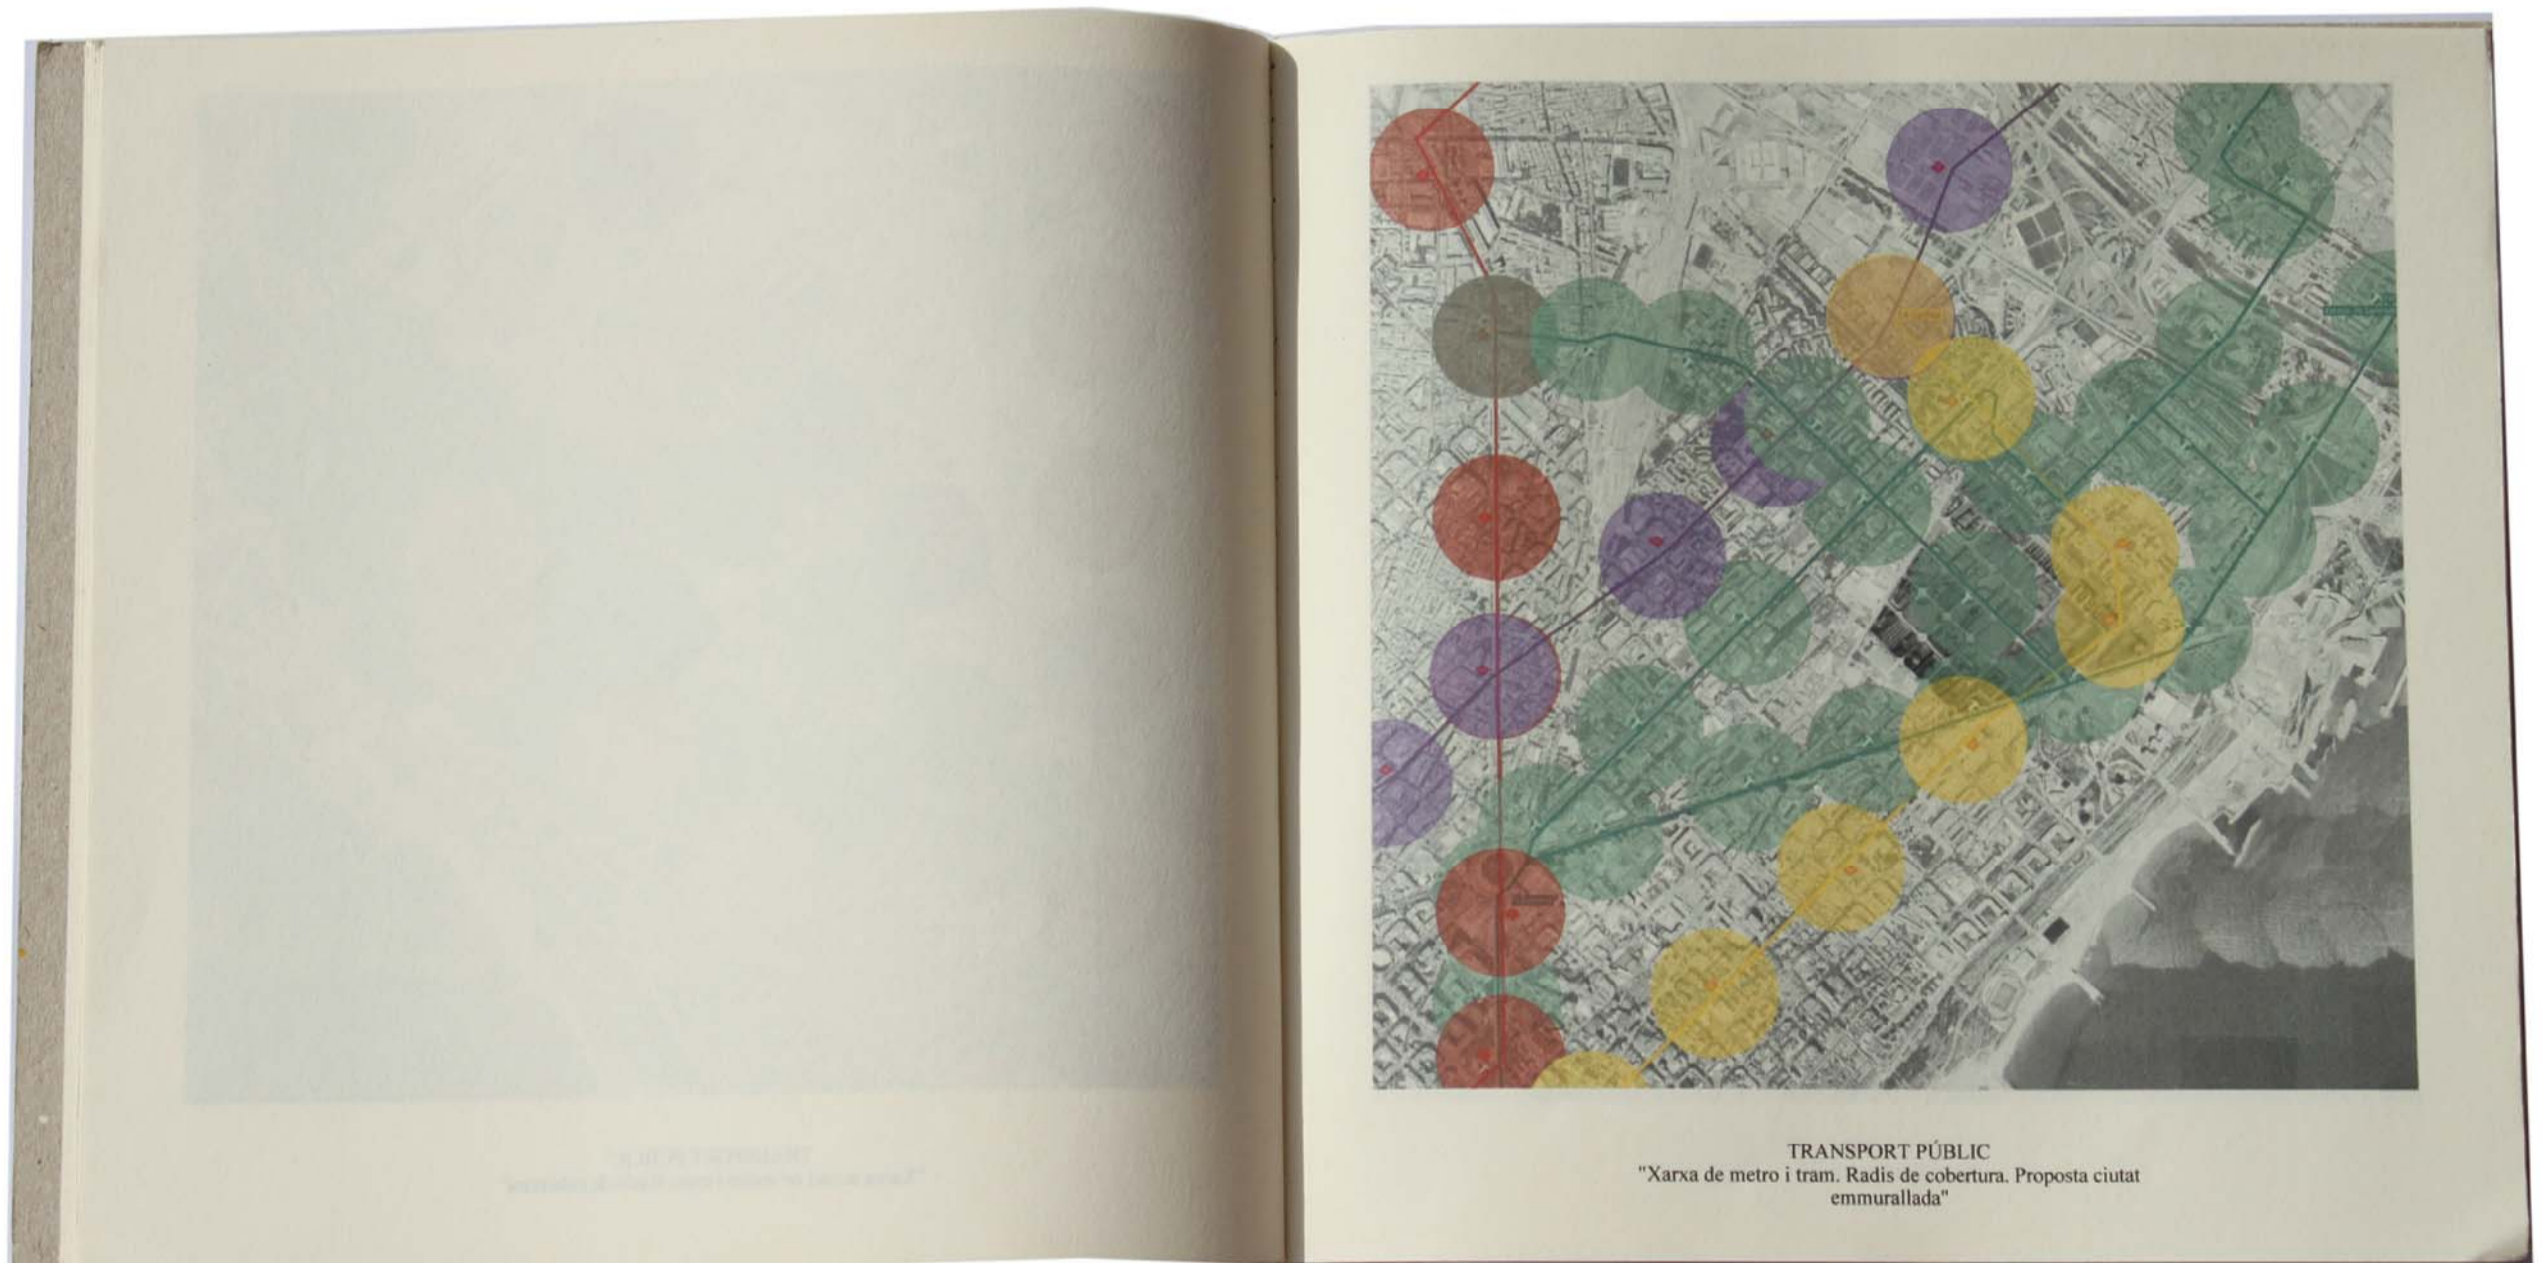 TRANSPORT PÚBLIC
"Xarxa de metro i tram. Radis de cobertura. Proposta ciutat
emmurallada"